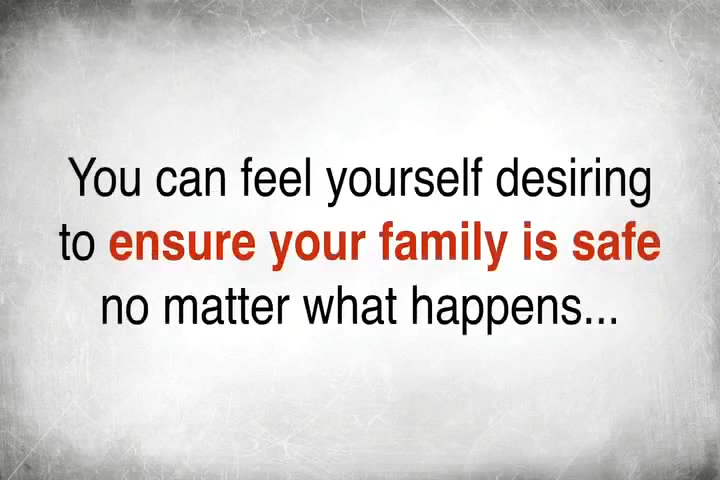 You can feel yourself desiring
to ensure your family is safe
no matter what happens...